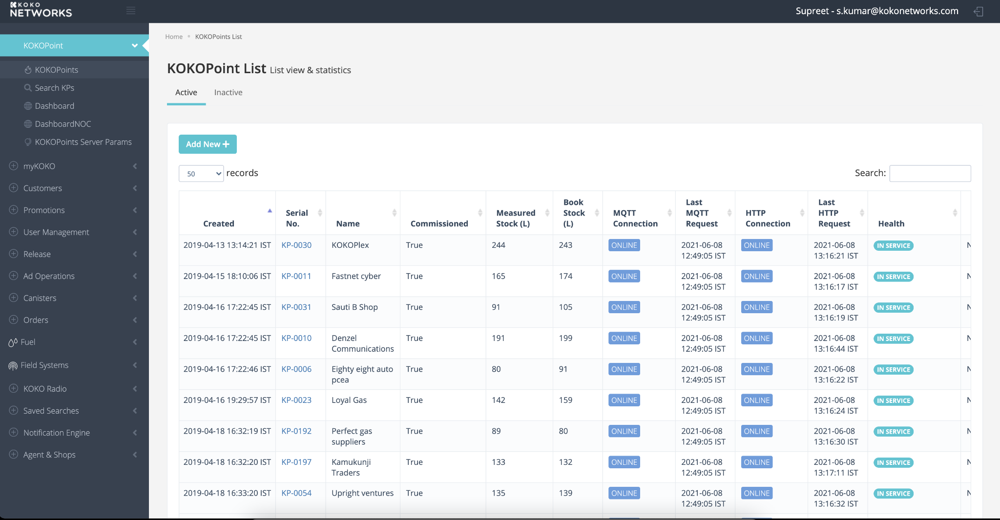 KOKO
NETWORKS
Supreet - s.kumar@kokonetworks.com
KOKOPoint
KOKOPoints
Search KPs
Dashboard
DashboardNOC
KOKOPoints Server Params
myKOKO
Customers
Promotions
User Management
Release
Ad Operations
Canisters
Orders
Fuel
Field Systems
KOKO Radio
Saved Searches
Notification Engine
Agent & Shops
Home • KOKOPoints List
KOKOPoint List List view & statistics
Active Inactive
Add New +
50 records
Search:
Created Serial No. Name Commissioned Measured Stock (L) Book Stock (L) MQTT Connection Last MQTT Request HTTP Connection Last HTTP Request Health
2019-04-13 13:14:21 IST KP-0030 KOKOPlex True 244 243 ONLINE 2021-06-08 12:49:05 IST ONLINE 2021-06-08 13:16:21 IST IN SERVICE N
2019-04-15 18:10:06 IST KP-0011 Fastnet cyber True 165 174 ONLINE 2021-06-08 12:49:05 IST ONLINE 2021-06-08 13:16:17 IST IN SERVICE N
2019-04-16 17:22:45 IST KP-0031 Sauti B Shop True 91 105 ONLINE 2021-06-08 12:49:05 IST ONLINE 2021-06-08 13:16:19 IST IN SERVICE N
2019-04-16 17:22:45 IST KP-0010 Denzel Communications True 191 199 ONLINE 2021-06-08 12:49:05 IST ONLINE 2021-06-08 13:16:44 IST IN SERVICE N
2019-04-16 17:22:46 IST KP-0006 Eighty eight auto pcea True 80 91 ONLINE 2021-06-08 12:49:05 IST ONLINE 2021-06-08 13:16:22 IST IN SERVICE N
2019-04-16 19:29:57 IST KP-0023 Loyal Gas True 142 159 ONLINE 2021-06-08 12:49:05 IST ONLINE 2021-06-08 13:16:24 IST IN SERVICE N
2019-04-18 16:32:19 IST KP-0192 Perfect gas suppliers True 89 80 ONLINE 2021-06-08 12:49:05 IST ONLINE 2021-06-08 13:16:30 IST IN SERVICE N
2019-04-18 16:32:20 IST KP-0197 Kamukunji Traders True 133 132 ONLINE 2021-06-08 12:49:05 IST ONLINE 2021-06-08 13:17:11 IST IN SERVICE N
2019-04-18 16:33:20 IST KP-0054 Upright ventures True 135 139 ONLINE 2021-06-08 12:49:05 IST ONLINE 2021-06-08 13:16:32 IST IN SERVICE N